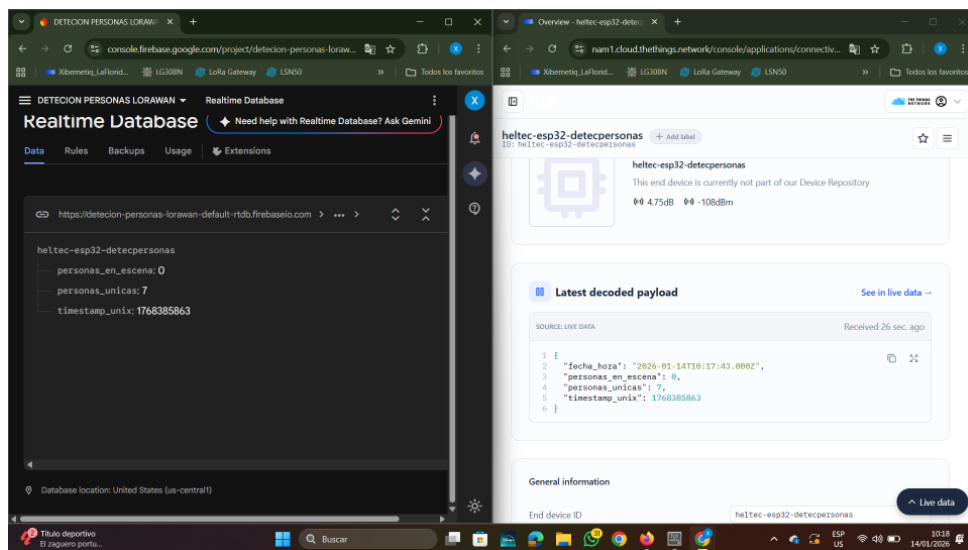 DETECION PERSONAS LORAWA
console.firebase.google.com/project/detecion-personas-loraw...
Xibernetiq_LaFlorid... LG308N LoRa Gateway LSN50 » Todos los favoritos
DETECION PERSONAS LORAWAN Realtime Database
Realtime Database
Need help with Realtime Database? Ask Gemini
X
Data Rules Backups Usage Extensions
https://detecion-personas-lorawan-default-rtdb.firebaseio.com
heltec-esp32-detecpersonas
personas_en_escena: 0
personas_unicas: 7
timestamp_unix: 1768385863
Database location: United States (us-central1)
Overview - heltec-esp32-detec
nam1.cloud.thethings.network/console/applications/connectiv...
Xibernetiq_LaFlorid... LG308N LoRa Gateway LSN50 » Todos los favoritos
THE THINGS
NETWORK
heltec-esp32-detecpersonas + Add label
ID: heltec-esp32-detecpersonas
heltec-esp32-detecpersonas
This end device is currently not part of our Device Repository
4.75dB -108dBm
Latest decoded payload See in live data →
SOURCE: LIVE DATA Received 26 sec. ago
1 {
2 "fecha_hora": "2026-01-14T10:17:43.000Z",
3 "personas_en_escena": 0,
4 "personas_unicas": 7,
5 "timestamp_unix": 1768385863
6 }
General information
End device ID heltec-esp32-detecpersonas
Live data
Título deportivo
El zaguero portu...
Buscar
ESP
US
10:18
14/01/2026